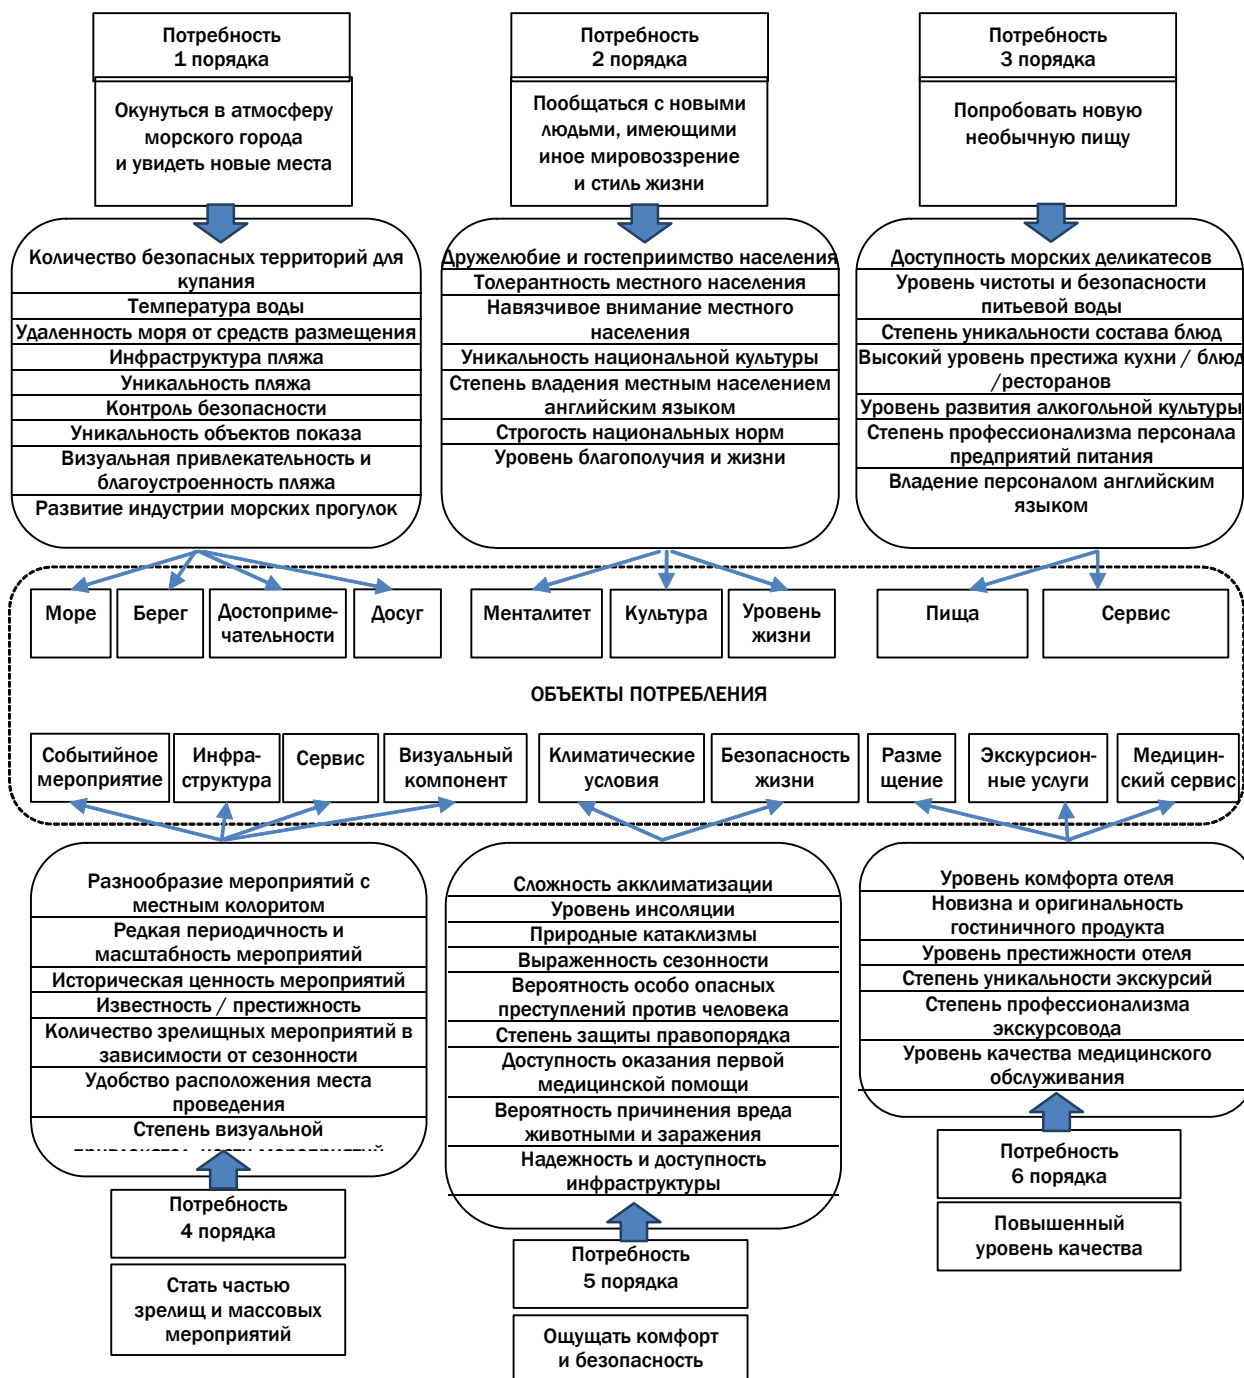 Потребность
1 порядка
Окунуться в атмосферу
морского города
и увидеть новые места
Потребность
2 порядка
Пообщаться с новыми
людьми, имеющими
иное мировоззрение
и стиль жизни
Потребность
3 порядка
Попробовать новую
необычную пищу
Количество безопасных территорий для
купания
Температура воды
Удаленность моря от средств размещения
Инфраструктура пляжа
Уникальность пляжа
Контроль безопасности
Уникальность объектов показа
Визуальная привлекательность и
благоустроенность пляжа
Развитие индустрии морских прогулок
Дружелюбие и гостеприимство населения
Толерантность местного населения
Навязчивое внимание местного
населения
Уникальность национальной культуры
Степень владения местным населением
английским языком
Строгость национальных норм
Уровень благополучия и жизни
Доступность морских деликатесов
Уровень чистоты и безопасности
питьевой воды
Степень уникальности состава блюд
Высокий уровень престижа кухни / блюд
/ресторанов
Уровень развития алкогольной культуры
Степень профессионализма персонала
предприятий питания
Владение персоналом английским
языком
Море
Берег
Достоприме-
чательности
Досуг
Менталитет
Культура
Уровень
жизни
Пища
Сервис
ОБЪЕКТЫ ПОТРЕБЛЕНИЯ
Событийное
мероприятие
Инфра-
структура
Сервис
Визуальный
компонент
Климатические
условия
Безопасность
жизни
Разме
щение
Экскурсион-
ные услуги
Медицин-
ский сервис
Разнообразие мероприятий с
местным колоритом
Редкая периодичность и
масштабность мероприятий
Историческая ценность мероприятий
Известность / престижность
Количество зрелищных мероприятий в
зависимости от сезонности
Удобство расположения места
проведения
Степень визуальной
Сложность акклиматизации
Уровень инсоляции
Природные катаклизмы
Выраженность сезонности
Вероятность особо опасных
преступлений против человека
Степень защиты правопорядка
Доступность оказания первой
медицинской помощи
Вероятность причинения вреда
животными и заражения
Надежность и доступность
инфраструктуры
Уровень комфорта отеля
Новизна и оригинальность
гостиничного продукта
Уровень престижности отеля
Степень уникальности экскурсий
Степень профессионализма
экскурсовода
Уровень качества медицинского
обслуживания
Потребность
4 порядка
Стать частью
зрелищ и массовых
мероприятий
Потребность
5 порядка
Ощущать комфорт
и безопасность
Потребность
6 порядка
Повышенный
уровень качества